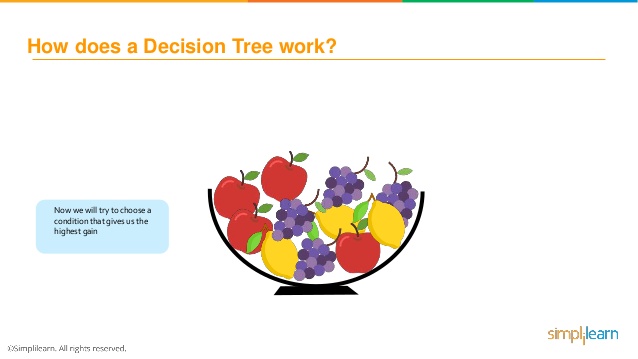 How does a Decision Tree work?
Now we will try to choose a
condition that gives us the
highest gain
simplilearn
©Simplilearn. All rights reserved.